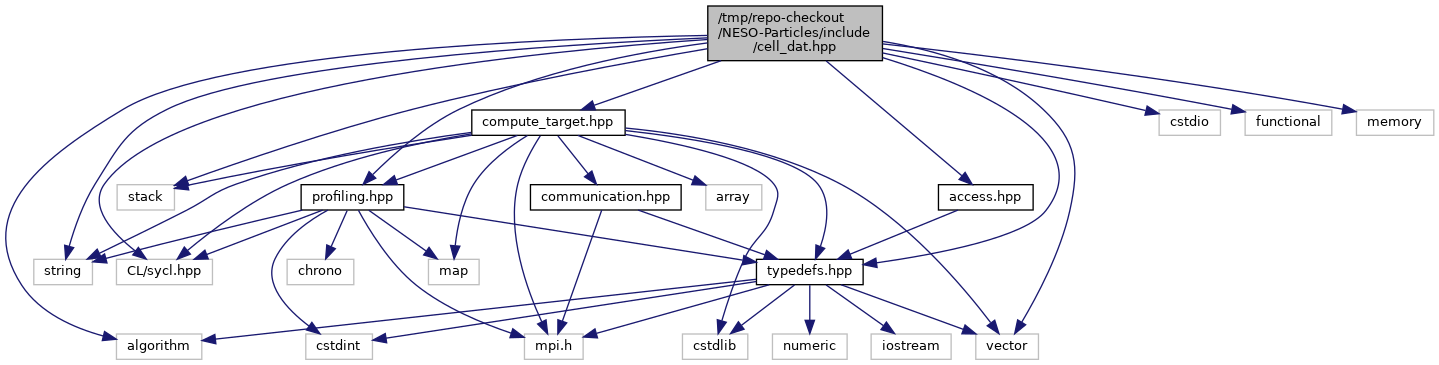 /tmp/repo-checkout
/NESO-Particles/include
/cell_dat.hpp
compute_target.hpp
cstdio
functional
memory
stack
profiling.hpp
communication.hpp
array
access.hpp
string
CL/sycl.hpp
chrono
map
typedefs.hpp
algorithm
cstdint
mpi.h
cstdlib
numeric
iostream
vector